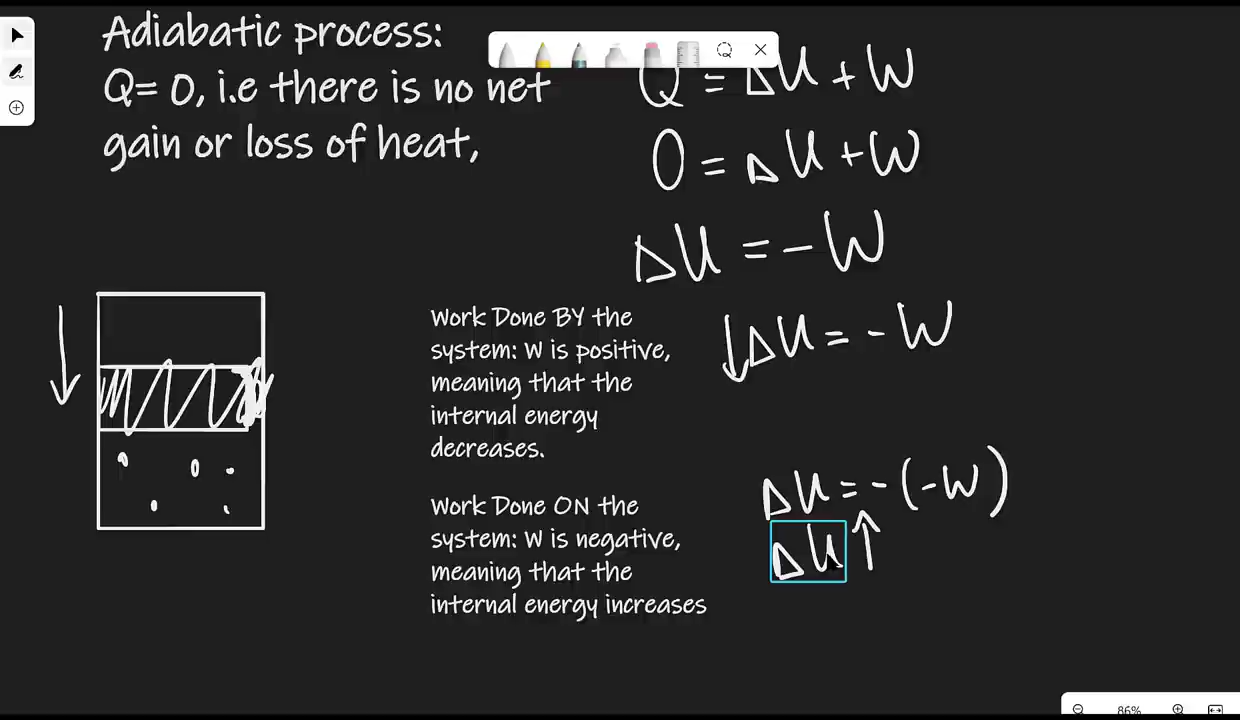 Adiabatic process:
Q= 0, i.e there is no net
gain or loss of heat,
Q = ΔU + W
0 = ΔU + W
ΔU = - W
↓ΔU = - W
Work Done BY the
system: W is positive,
meaning that the
internal energy
decreases.
Work Done ON the
system: W is negative,
meaning that the
internal energy increases
ΔU = - (-W)
ΔU ↑
86%